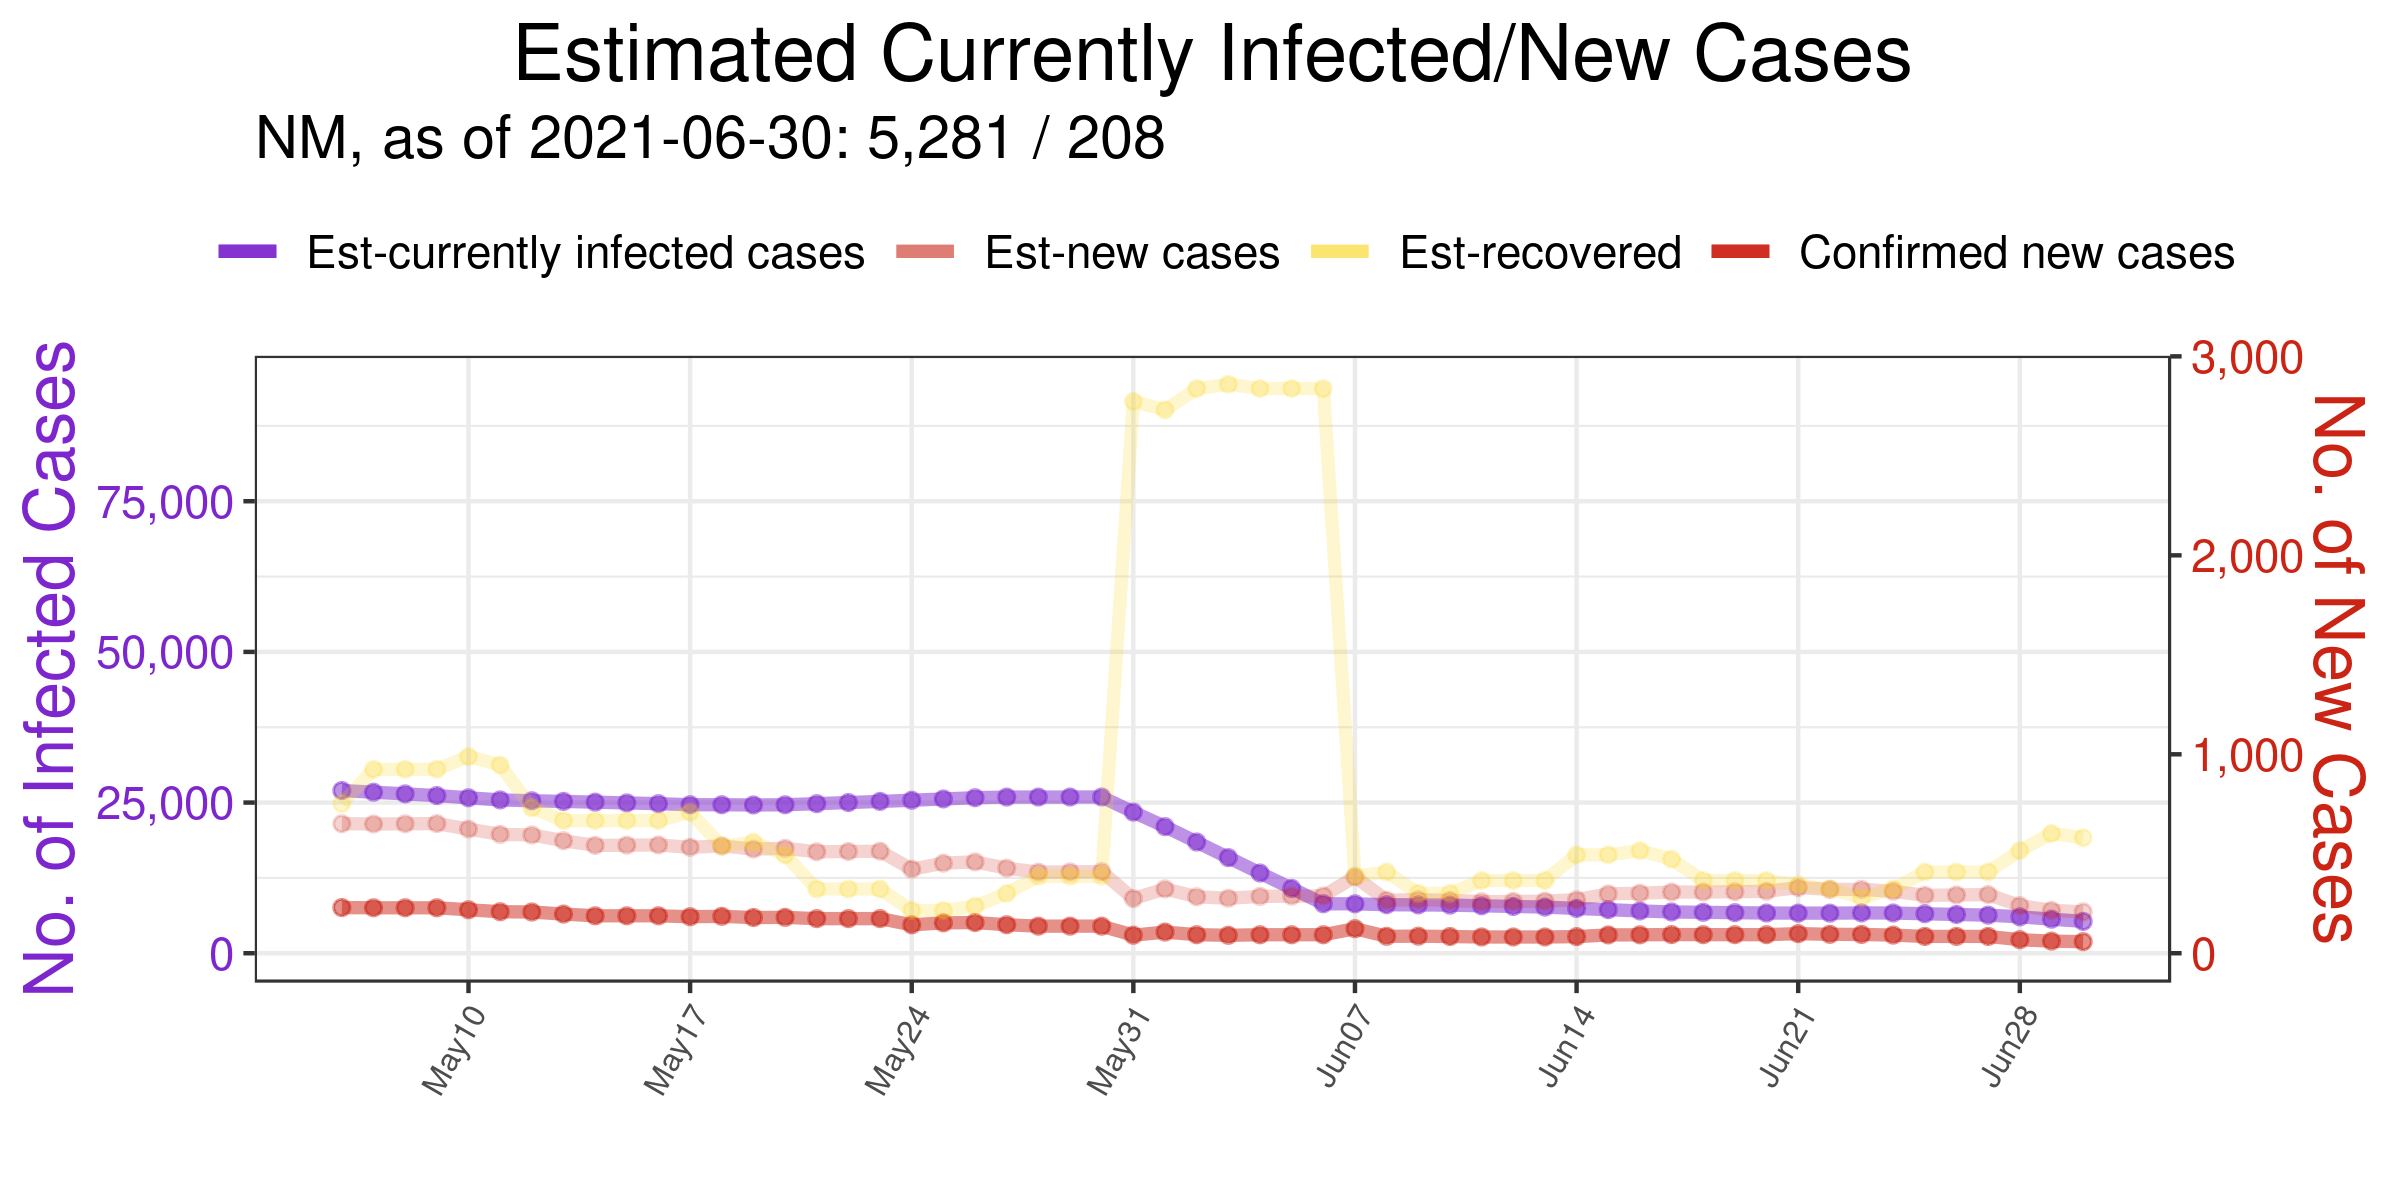 Estimated Currently Infected/New Cases
NM, as of 2021-06-30: 5,281 / 208
Est-currently infected cases Est-new cases Est-recovered Confirmed new cases
No. of Infected Cases
75,000
50,000
25,000
0
3,000
2,000
1,000
0
No. of New Cases
May10 May17 May24 May31 Jun07 Jun14 Jun21 Jun28